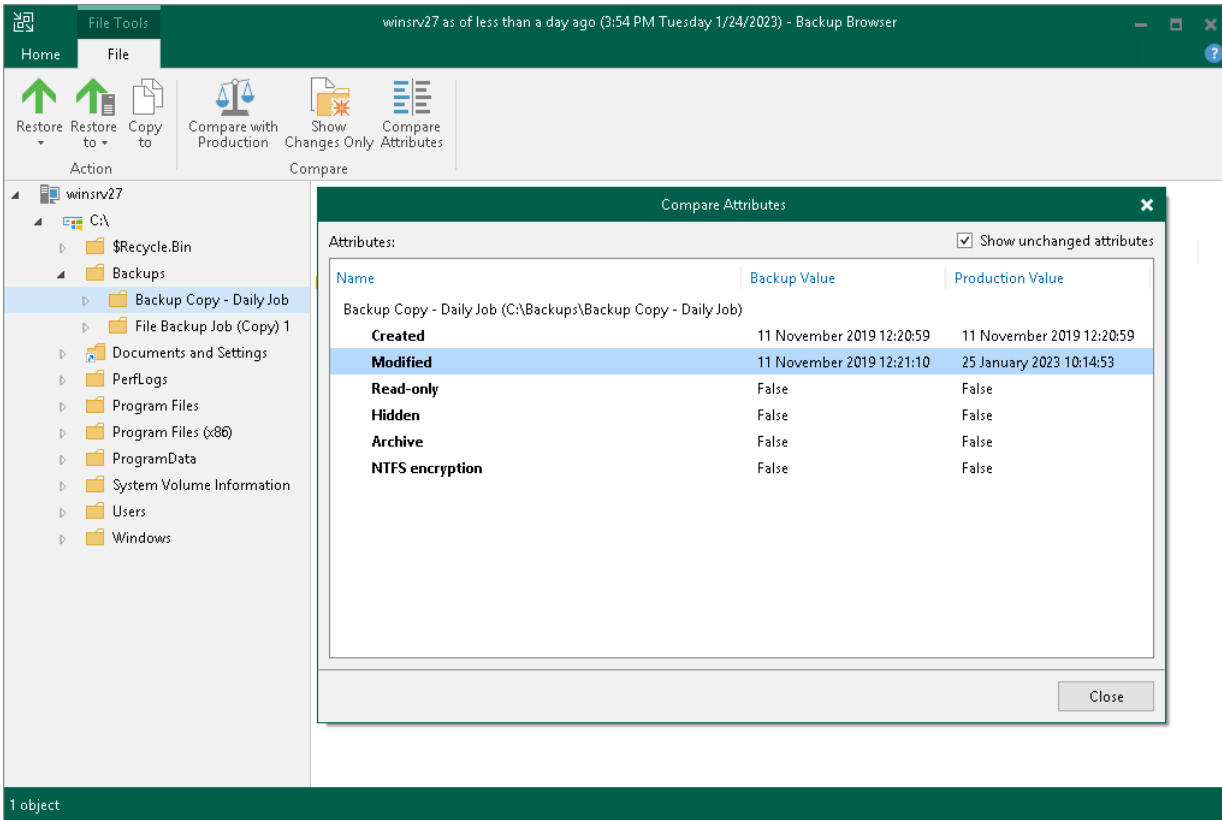 File Tools
winsrv27 as of less than a day ago (3:54 PM Tuesday 1/24/2023) - Backup Browser
Home File
Restore Restore to Copy to
Action
Compare with Production Show Changes Only Compare Attributes
Compare
winsrv27
C:\
$Recycle.Bin
Backups
Backup Copy - Daily Job
File Backup Job (Copy) 1
Documents and Settings
PerfLogs
Program Files
Program Files (x86)
ProgramData
System Volume Information
Users
Windows
Compare Attributes
Attributes: Show unchanged attributes
Name Backup Value Production Value
Backup Copy - Daily Job (C:\Backups\Backup Copy - Daily Job)
Created 11 November 2019 12:20:59 11 November 2019 12:20:59
Modified 11 November 2019 12:21:10 25 January 2023 10:14:53
Read-only False False
Hidden False False
Archive False False
NTFS encryption False False
Close
1 object